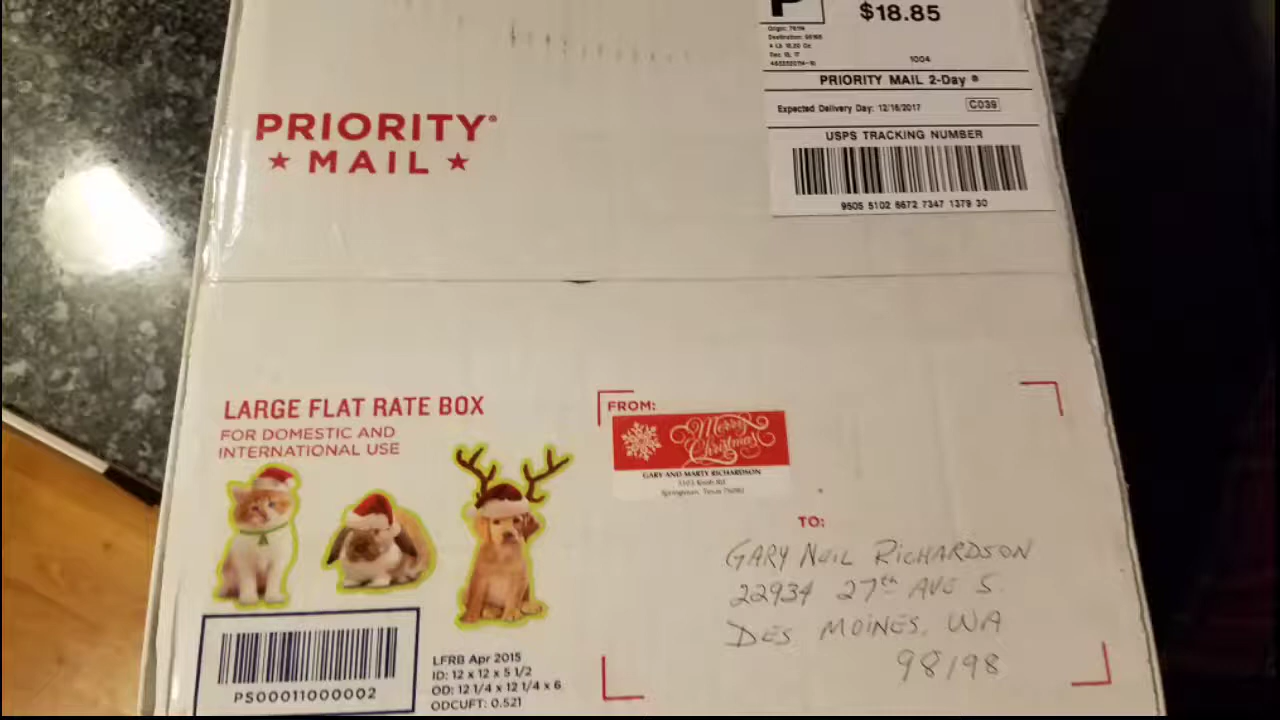 P
$18.85
1004
PRIORITY MAIL 2-Day ®
Expected Delivery Day: 12/16/2017
C039
USPS TRACKING NUMBER
9505 5102 6672 7347 1379 30
PRIORITY®
★ MAIL ★
LARGE FLAT RATE BOX
FOR DOMESTIC AND
INTERNATIONAL USE
PS00011000002
LFRB Apr 2015
ID: 12 x 12 x 5 1/2
OD: 12 1/4 x 12 1/4 x 6
ODCUFT: 0.521
FROM:
Merry
Christmas
GARY AND MARTY RICHARDSON
TO:
GARY NEIL RICHARDSON
22934 27th AVE S.
DES MOINES, WA
98198